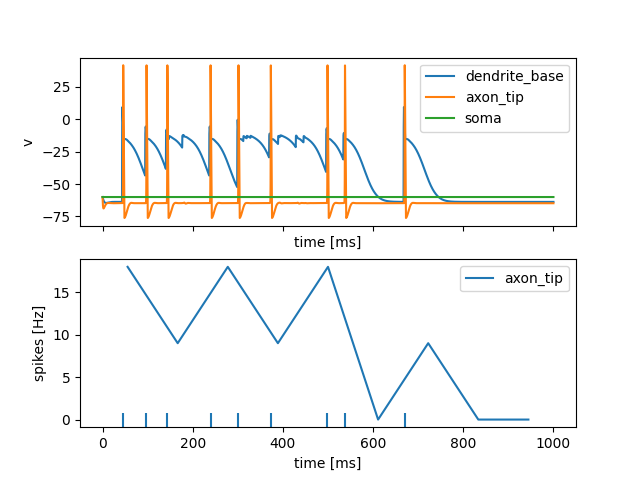 25
0
−25
−50
−75
v
dendrite_base
axon_tip
soma
time [ms]
15
10
5
0
spikes [Hz]
axon_tip
0
200
400
600
800
1000
time [ms]